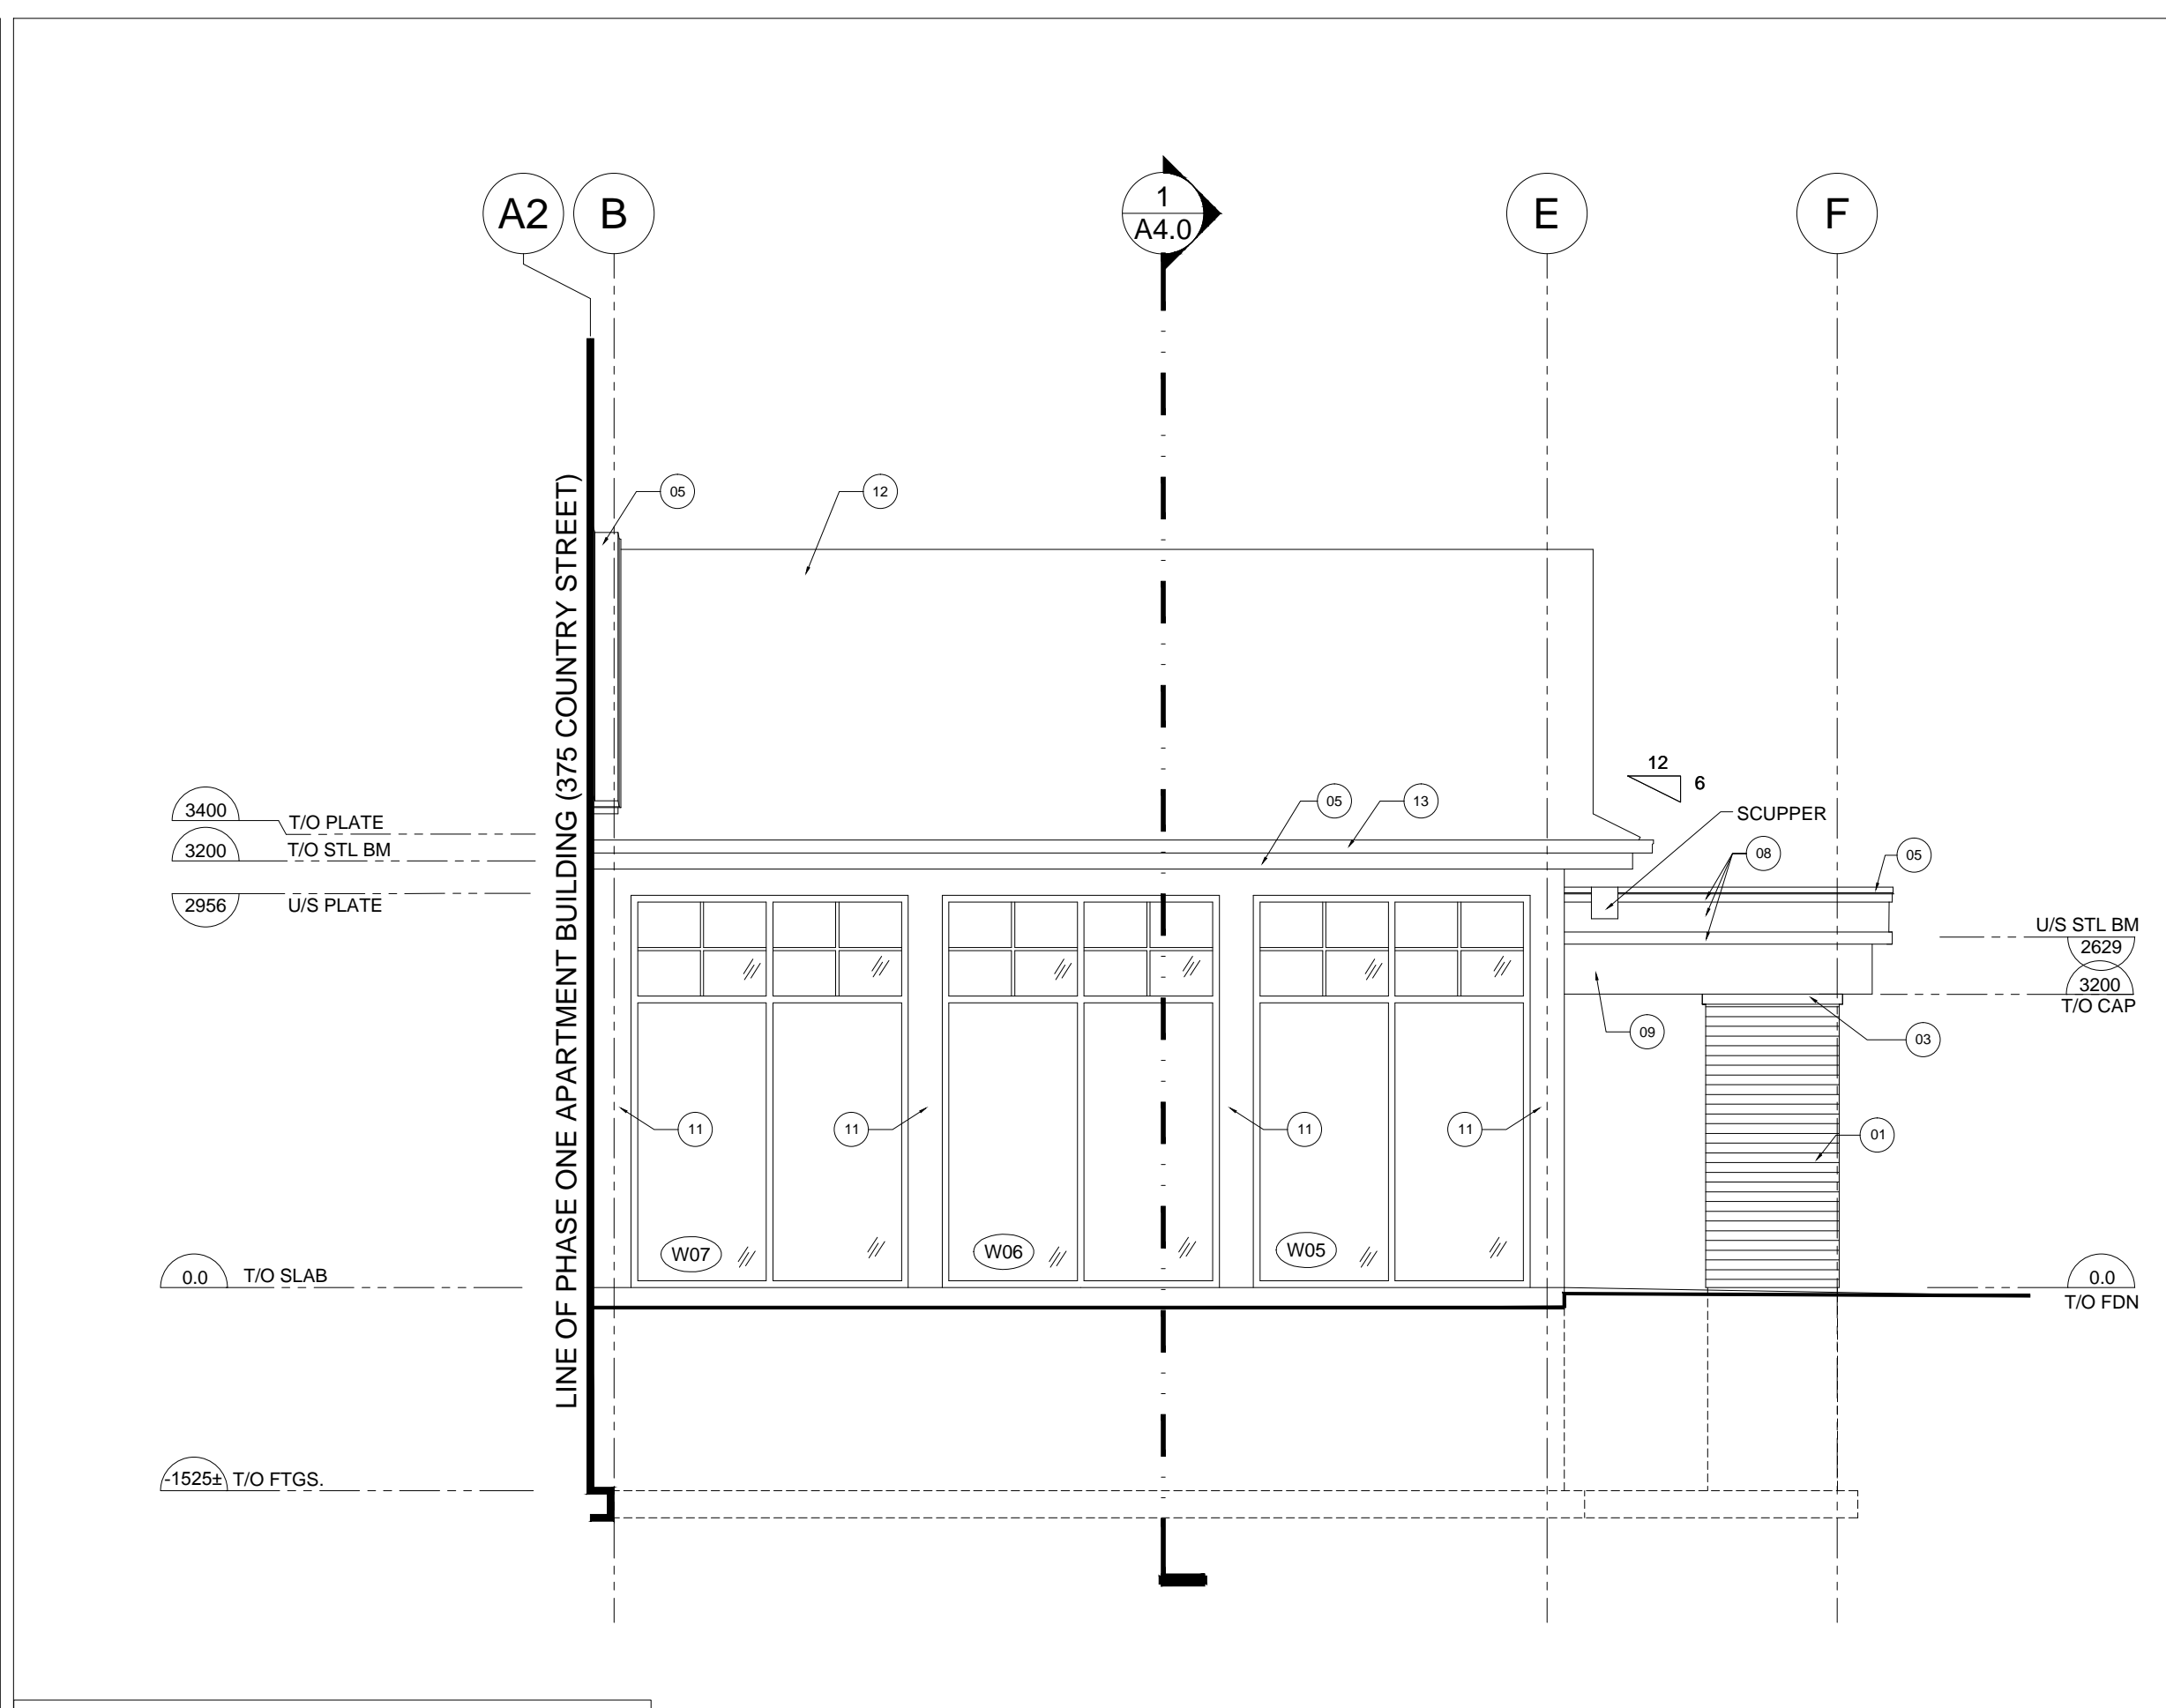 A2
B
1
A4.0
E
F
05
12
LINE OF PHASE ONE APARTMENT BUILDING (375 COUNTRY STREET)
12
6
SCUPPER
3400
T/O PLATE
3200
T/O STL BM
2956
U/S PLATE
05
13
08
05
U/S STL BM
2629
3200
T/O CAP
09
03
11
11
11
11
01
W07
W06
W05
0.0
T/O SLAB
0.0
T/O FDN
-1525±
T/O FTGS.